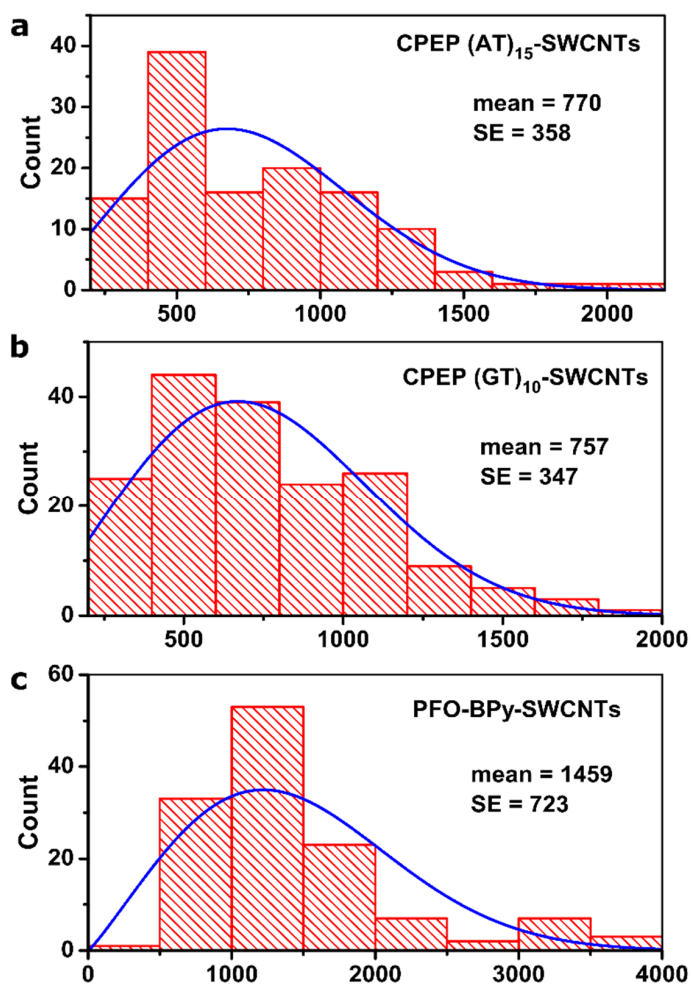 a
CPEP (AT)15-SWCNTs
mean = 770
SE = 358
Count
40
30
20
10
0
500 1000 1500 2000
b
CPEP (GT)10-SWCNTs
mean = 757
SE = 347
Count
40
20
0
500 1000 1500 2000
c
PFO-BPy-SWCNTs
mean = 1459
SE = 723
Count
60
40
20
0
0 1000 2000 3000 4000